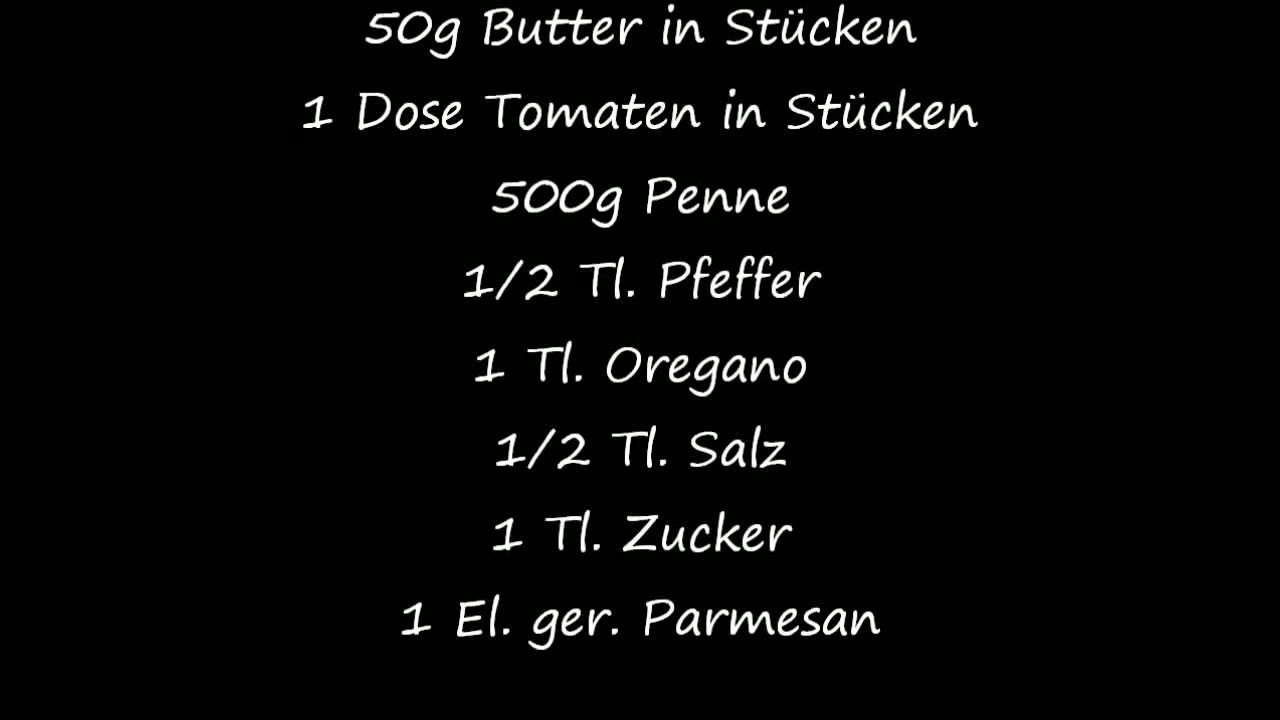 50g Butter in Stücken
1 Dose Tomaten in Stücken
500g Penne
1/2 Tl. Pfeffer
1 Tl. Oregano
1/2 Tl. Salz
1 Tl. Zucker
1 El. ger. Parmesan